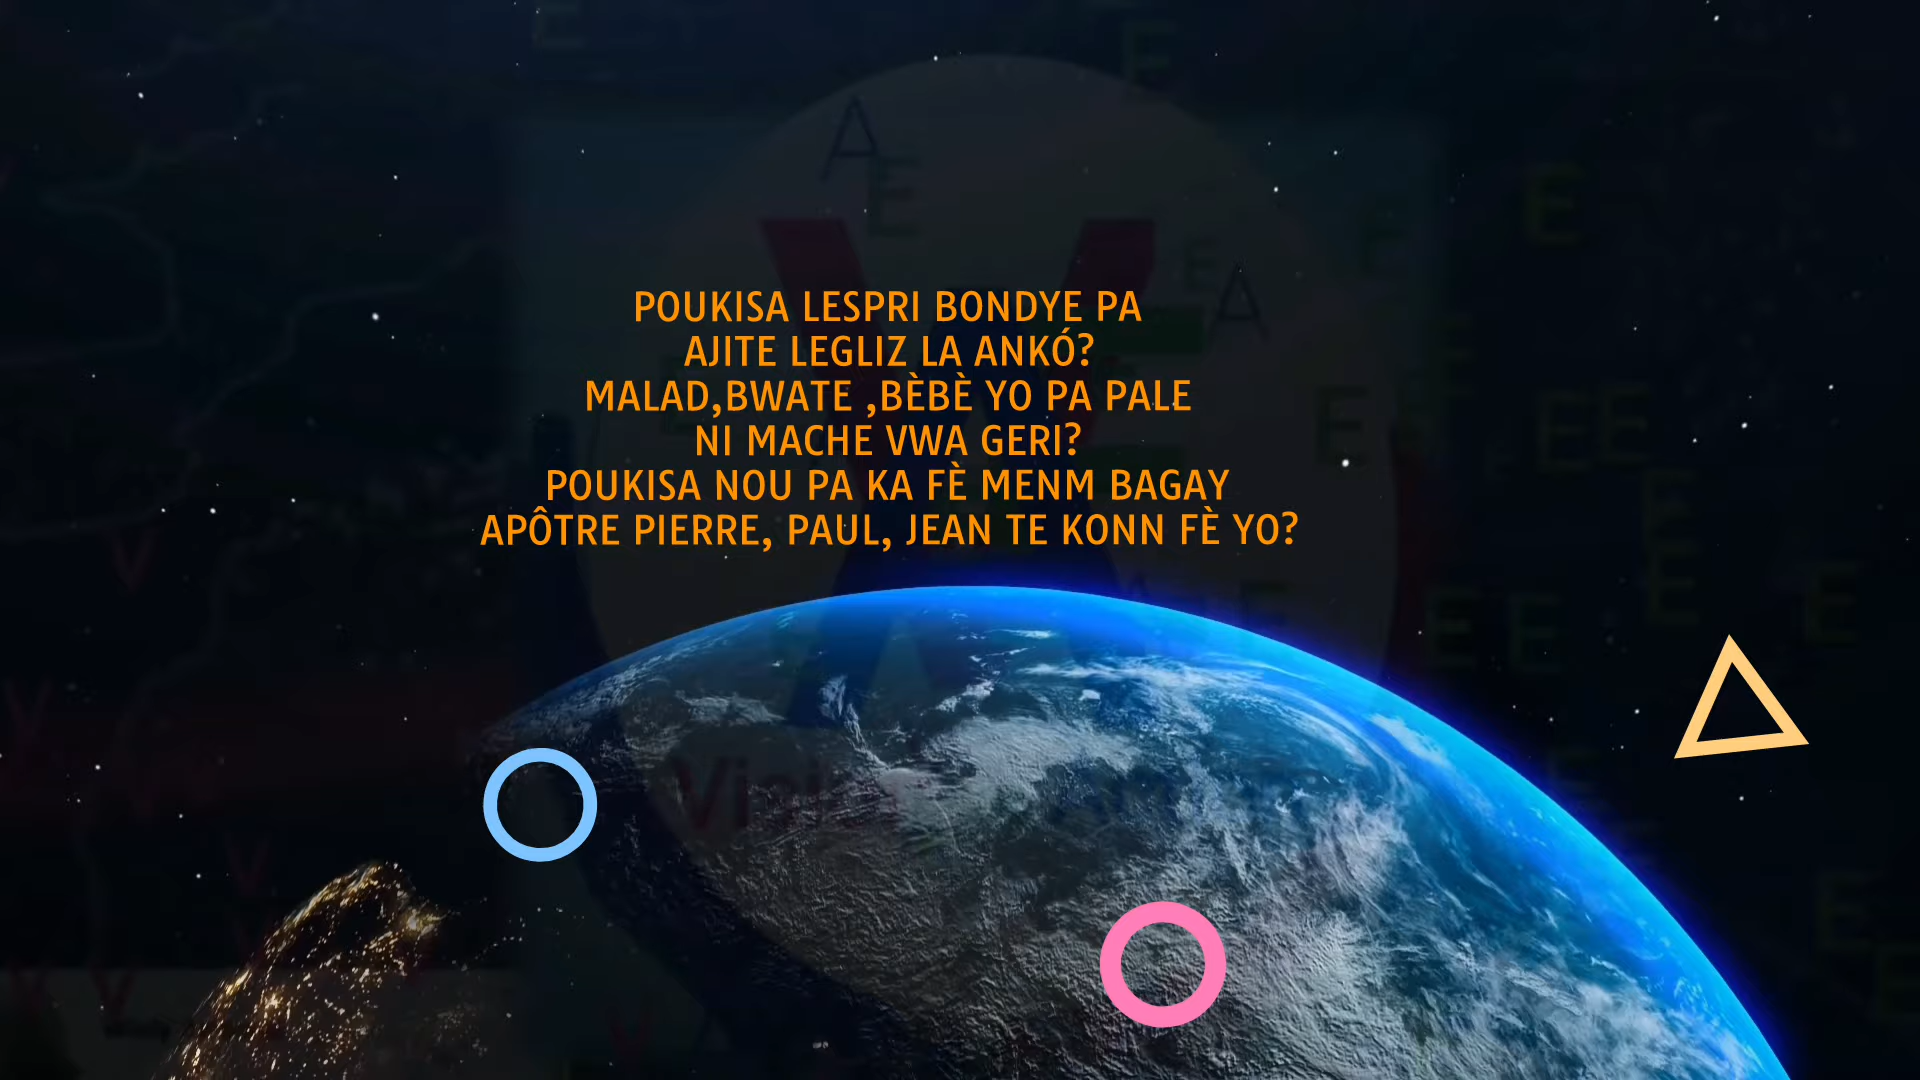 POUKISA LESPRI BONDYE PA
AJITE LEGLIZ LA ANKÓ?
MALAD,BWATE ,BÈBÈ YO PA PALE
NI MACHE VWA GERI?
POUKISA NOU PA KA FÈ MENM BAGAY
APÔTRE PIERRE, PAUL, JEAN TE KONN FÈ YO?